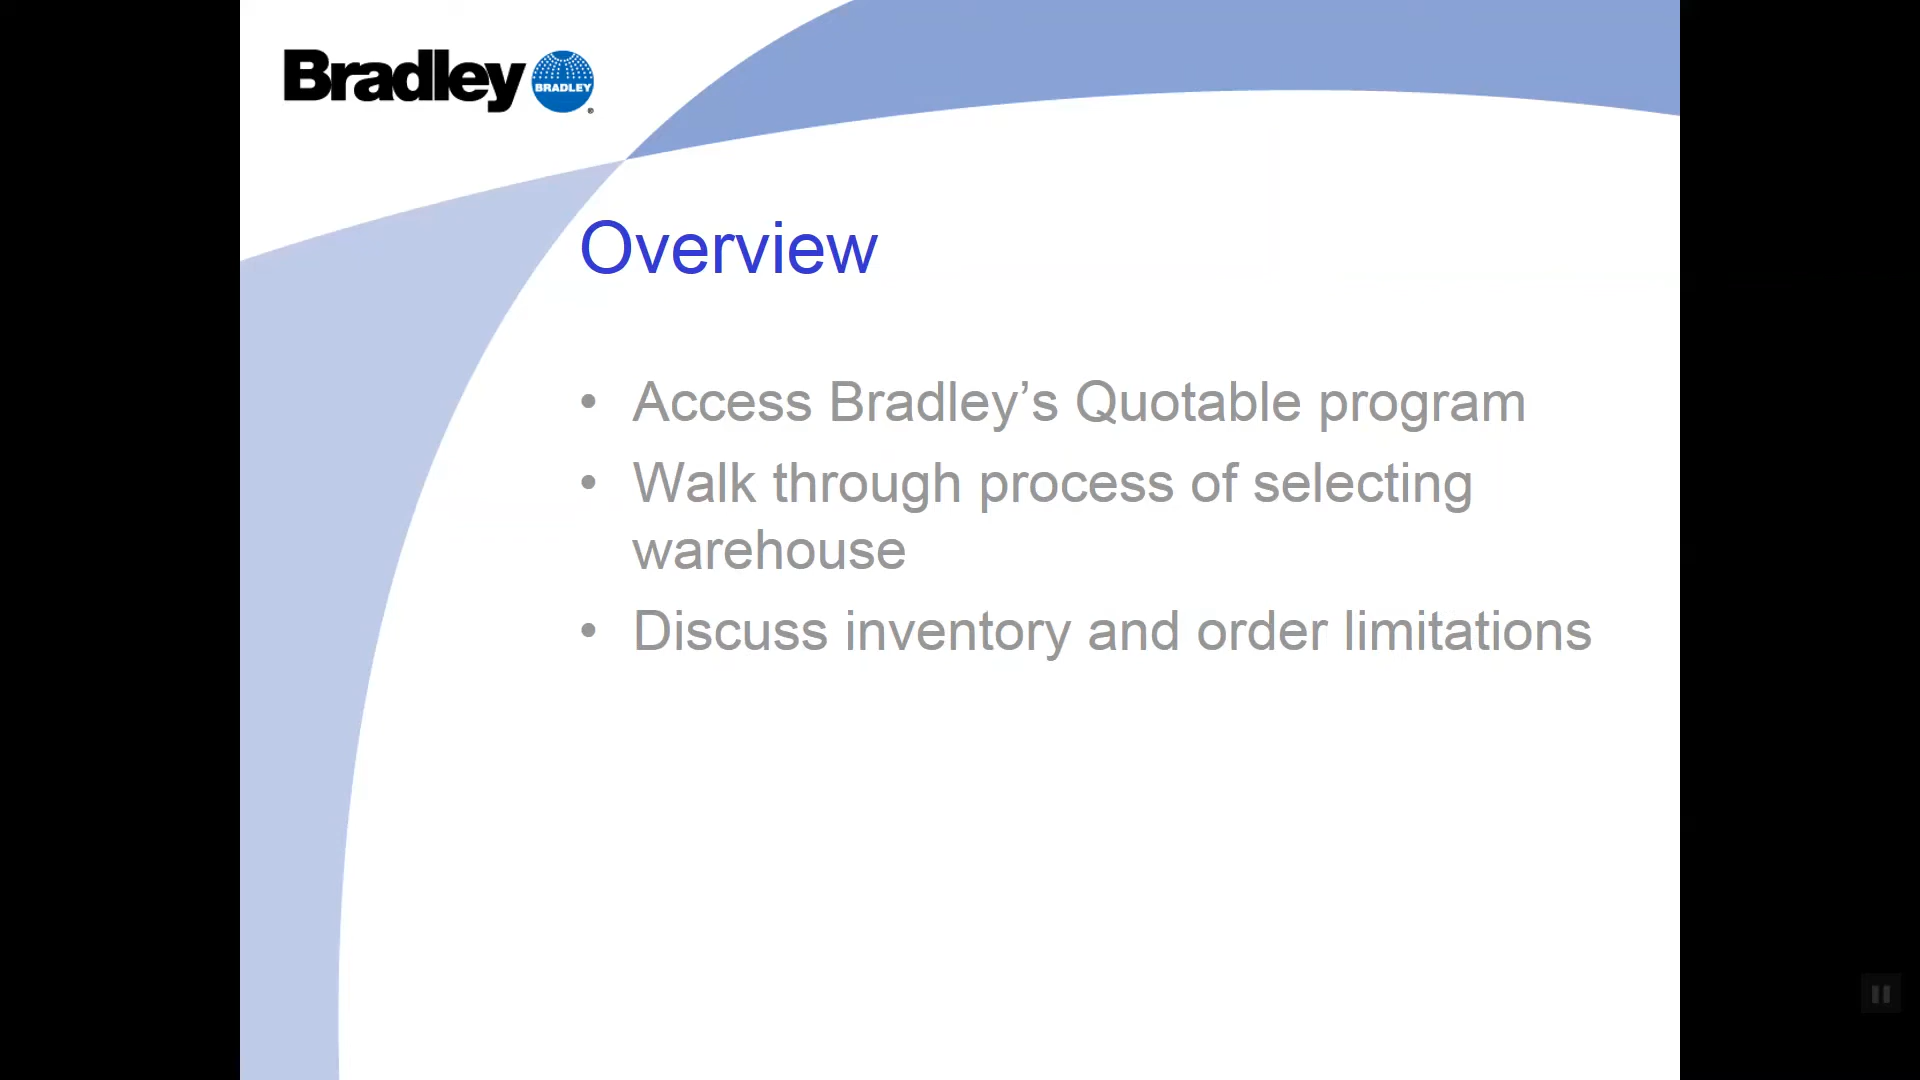 Bradley
BRADLEY
®
Overview
• Access Bradley’s Quotable program
• Walk through process of selecting
warehouse
• Discuss inventory and order limitations